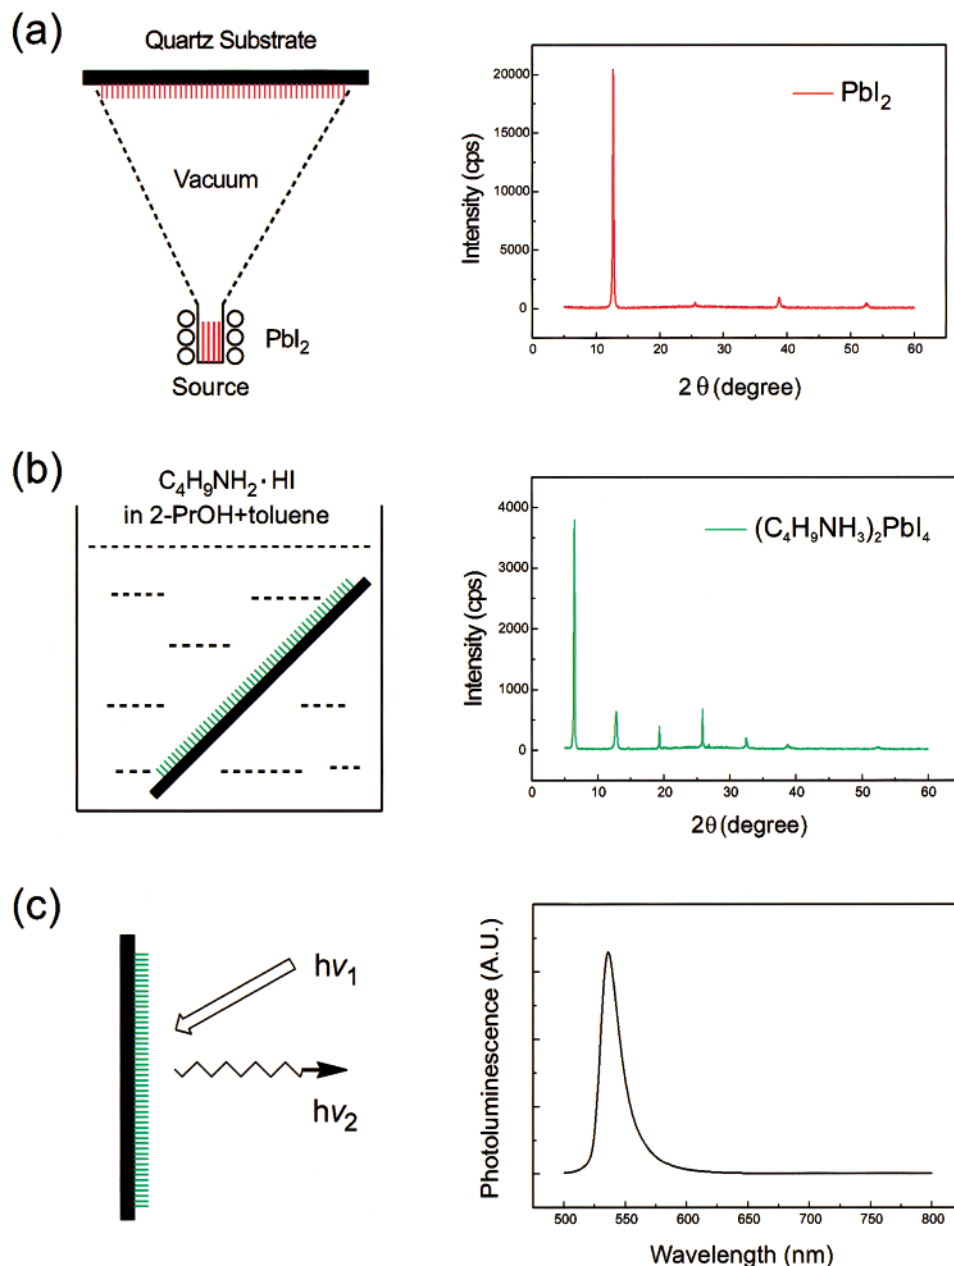 (a)
Quartz Substrate
Vacuum
PbI₂
Source
20000
15000
10000
5000
0
Intensity (cps)
PbI₂
0 10 20 30 40 50 60
2 θ (degree)
(b)
C₄H₉NH₂ · HI
in 2-PrOH+toluene
4000
3000
2000
1000
0
Intensity (cps)
(C₄H₉NH₃)₂PbI₄
0 10 20 30 40 50 60
2θ (degree)
(c)
hν₁
hν₂
Photoluminescence (A.U.)
500 550 600 650 700 750 800
Wavelength (nm)